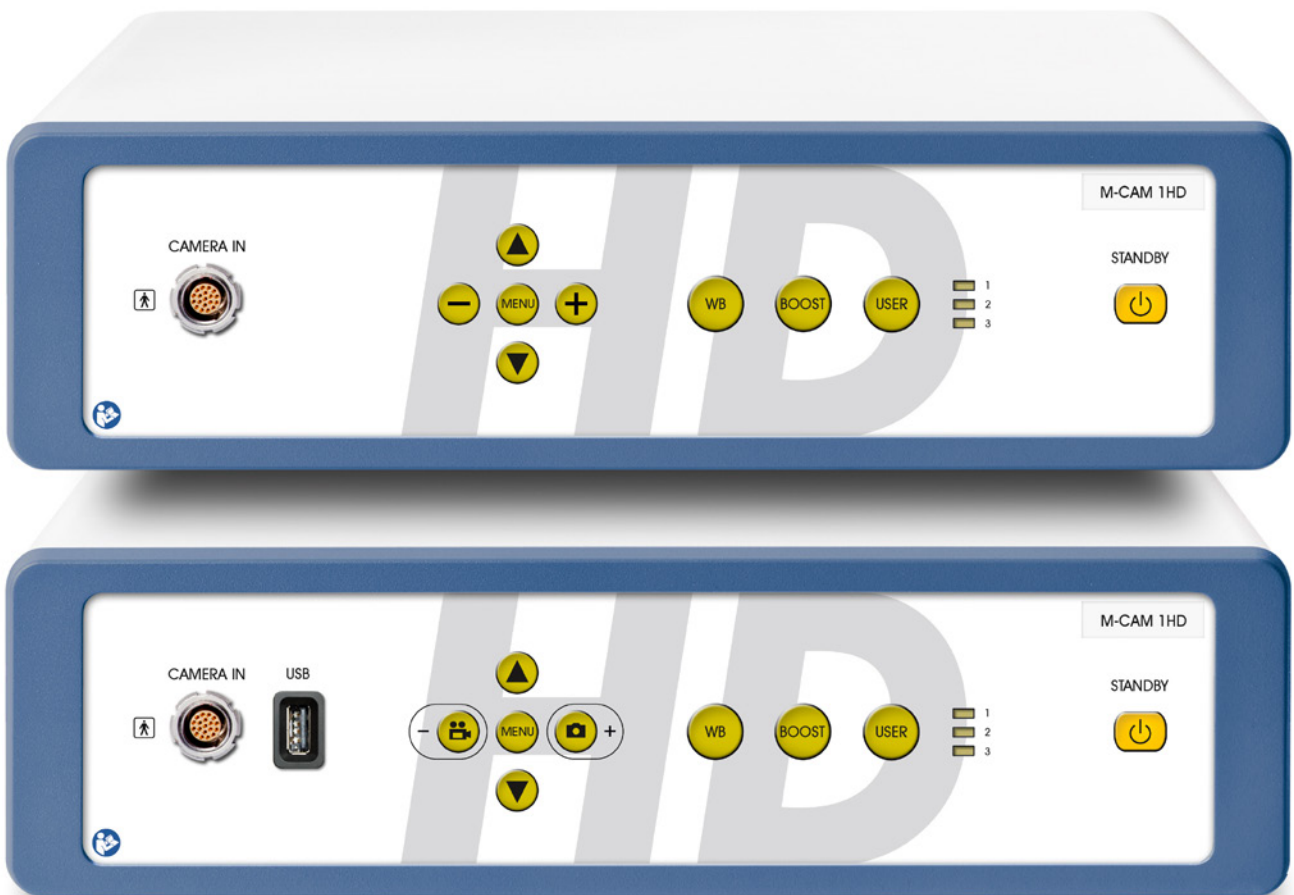 HD
M-CAM 1HD
CAMERA IN
STANDBY
MENU
WB BOOST USER
1
2
3
HD
M-CAM 1HD
CAMERA IN USB
STANDBY
- MENU +
WB BOOST USER
1
2
3